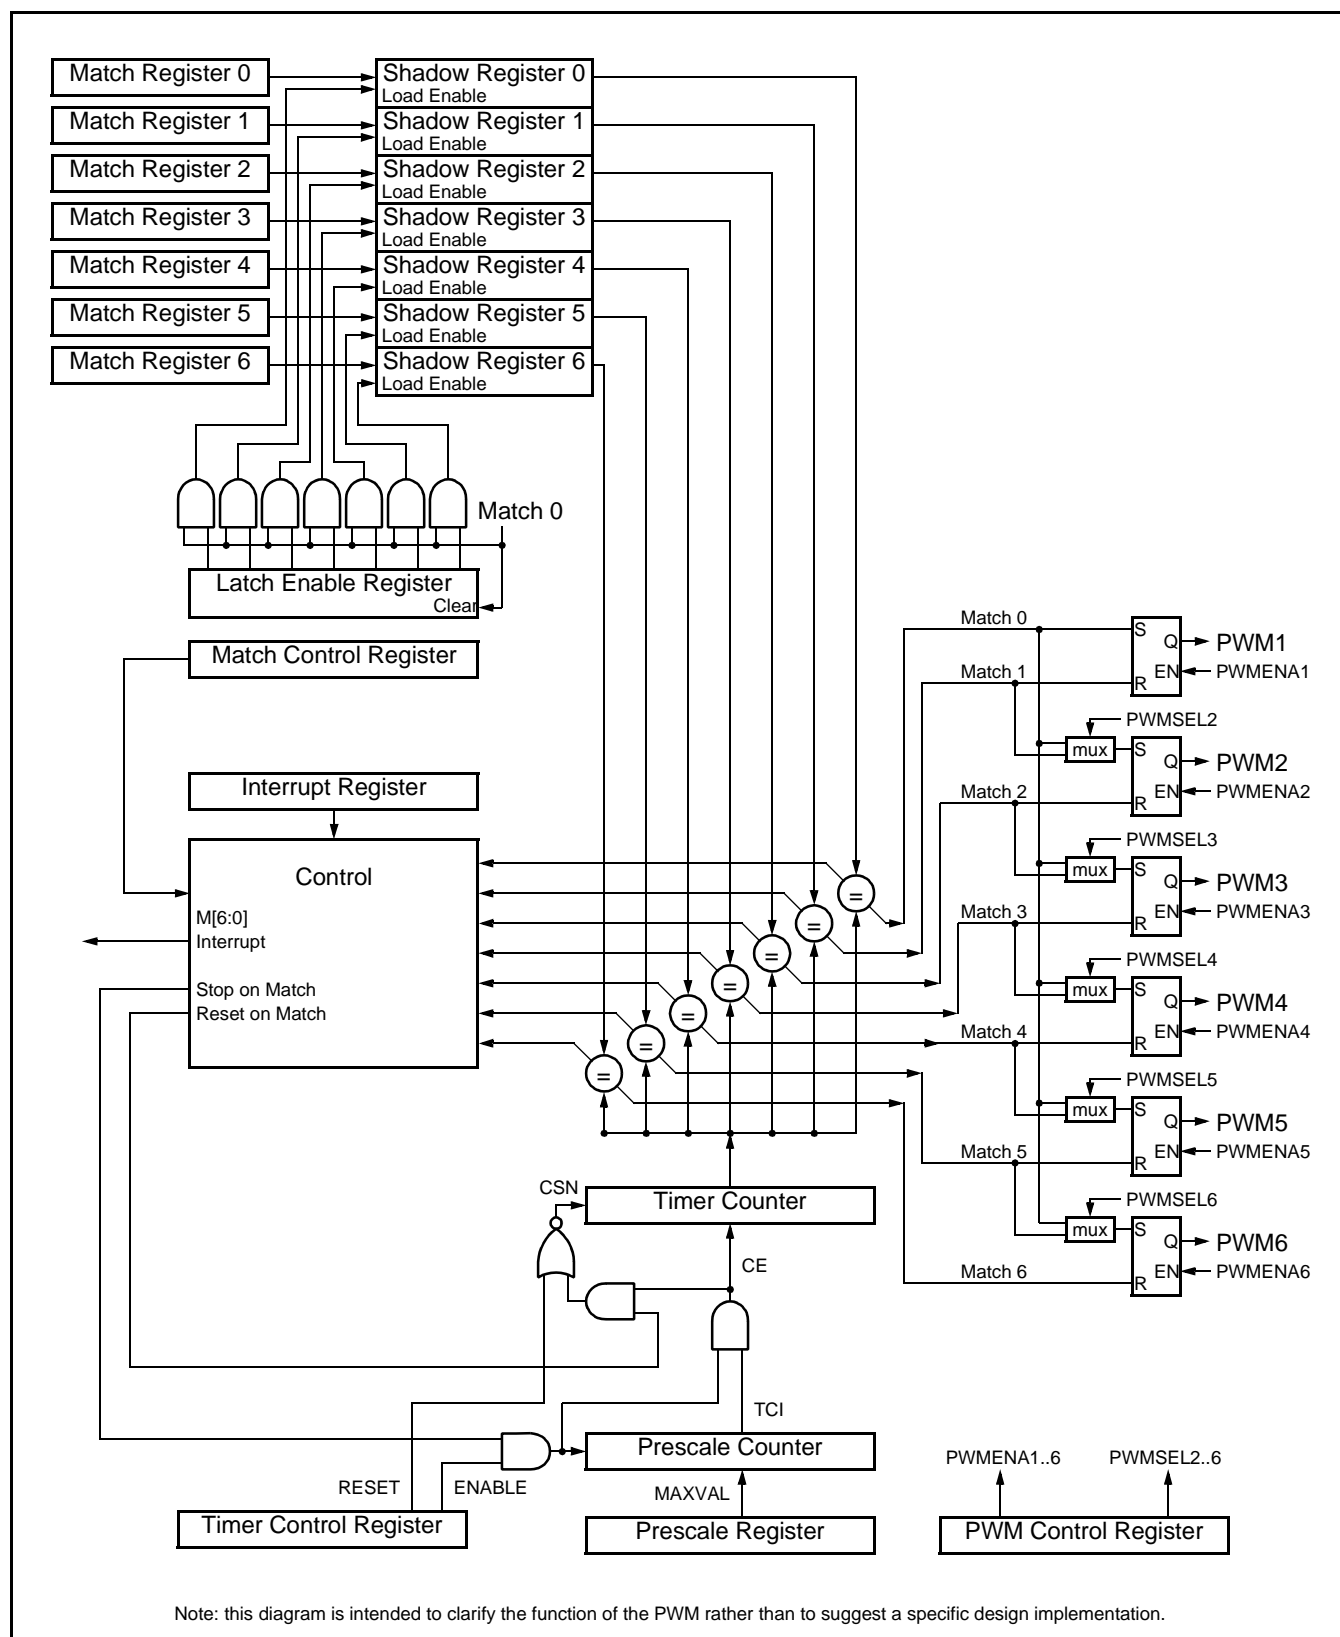 Match Register 0
Shadow Register 0
Load Enable
Match Register 1
Shadow Register 1
Load Enable
Match Register 2
Shadow Register 2
Load Enable
Match Register 3
Shadow Register 3
Load Enable
Match Register 4
Shadow Register 4
Load Enable
Match Register 5
Shadow Register 5
Load Enable
Match Register 6
Shadow Register 6
Load Enable
Match 0
Latch Enable Register
Clear
Match Control Register
Interrupt Register
Control
M[6:0]
Interrupt
Stop on Match
Reset on Match
=
=
=
=
=
=
=
Match 0
S
Q
PWM1
EN
PWMENA1
Match 1
R
PWMSEL2
mux
S
Q
PWM2
EN
PWMENA2
Match 2
R
PWMSEL3
mux
S
Q
PWM3
EN
PWMENA3
Match 3
R
PWMSEL4
mux
S
Q
PWM4
EN
PWMENA4
Match 4
R
PWMSEL5
mux
S
Q
PWM5
EN
PWMENA5
Match 5
R
PWMSEL6
mux
S
Q
PWM6
EN
PWMENA6
Match 6
R
CSN
Timer Counter
CE
TCI
Prescale Counter
RESET
ENABLE
MAXVAL
Timer Control Register
Prescale Register
PWMENA1..6
PWMSEL2..6
PWM Control Register
Note: this diagram is intended to clarify the function of the PWM rather than to suggest a specific design implementation.